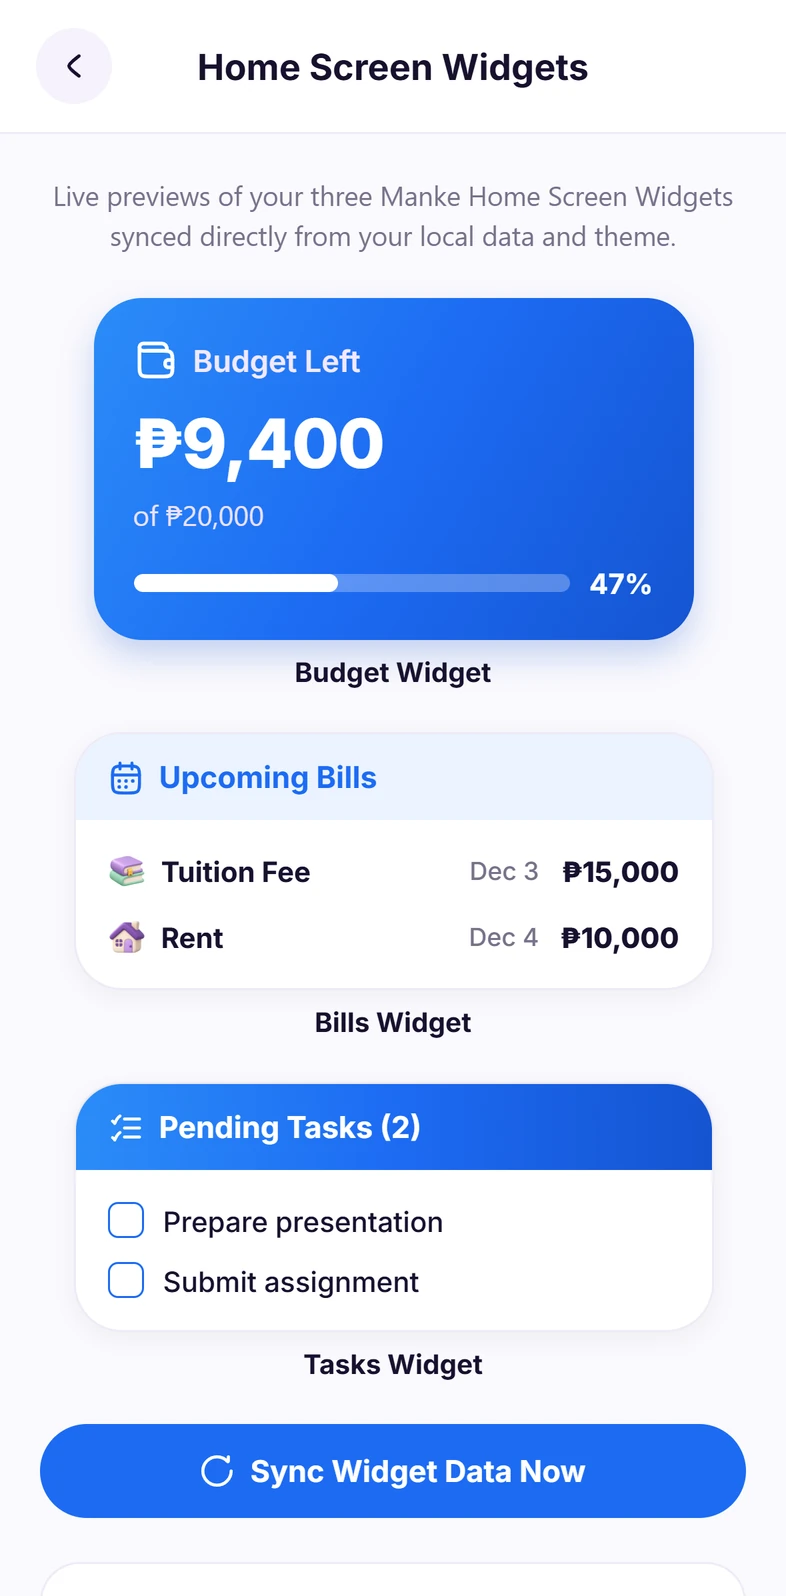 Home Screen Widgets
Live previews of your three Manke Home Screen Widgets
synced directly from your local data and theme.
Budget Left
₱9,400
of ₱20,000
47%
Budget Widget
Upcoming Bills
Tuition Fee Dec 3 ₱15,000
Rent Dec 4 ₱10,000
Bills Widget
Pending Tasks (2)
Prepare presentation
Submit assignment
Tasks Widget
Sync Widget Data Now